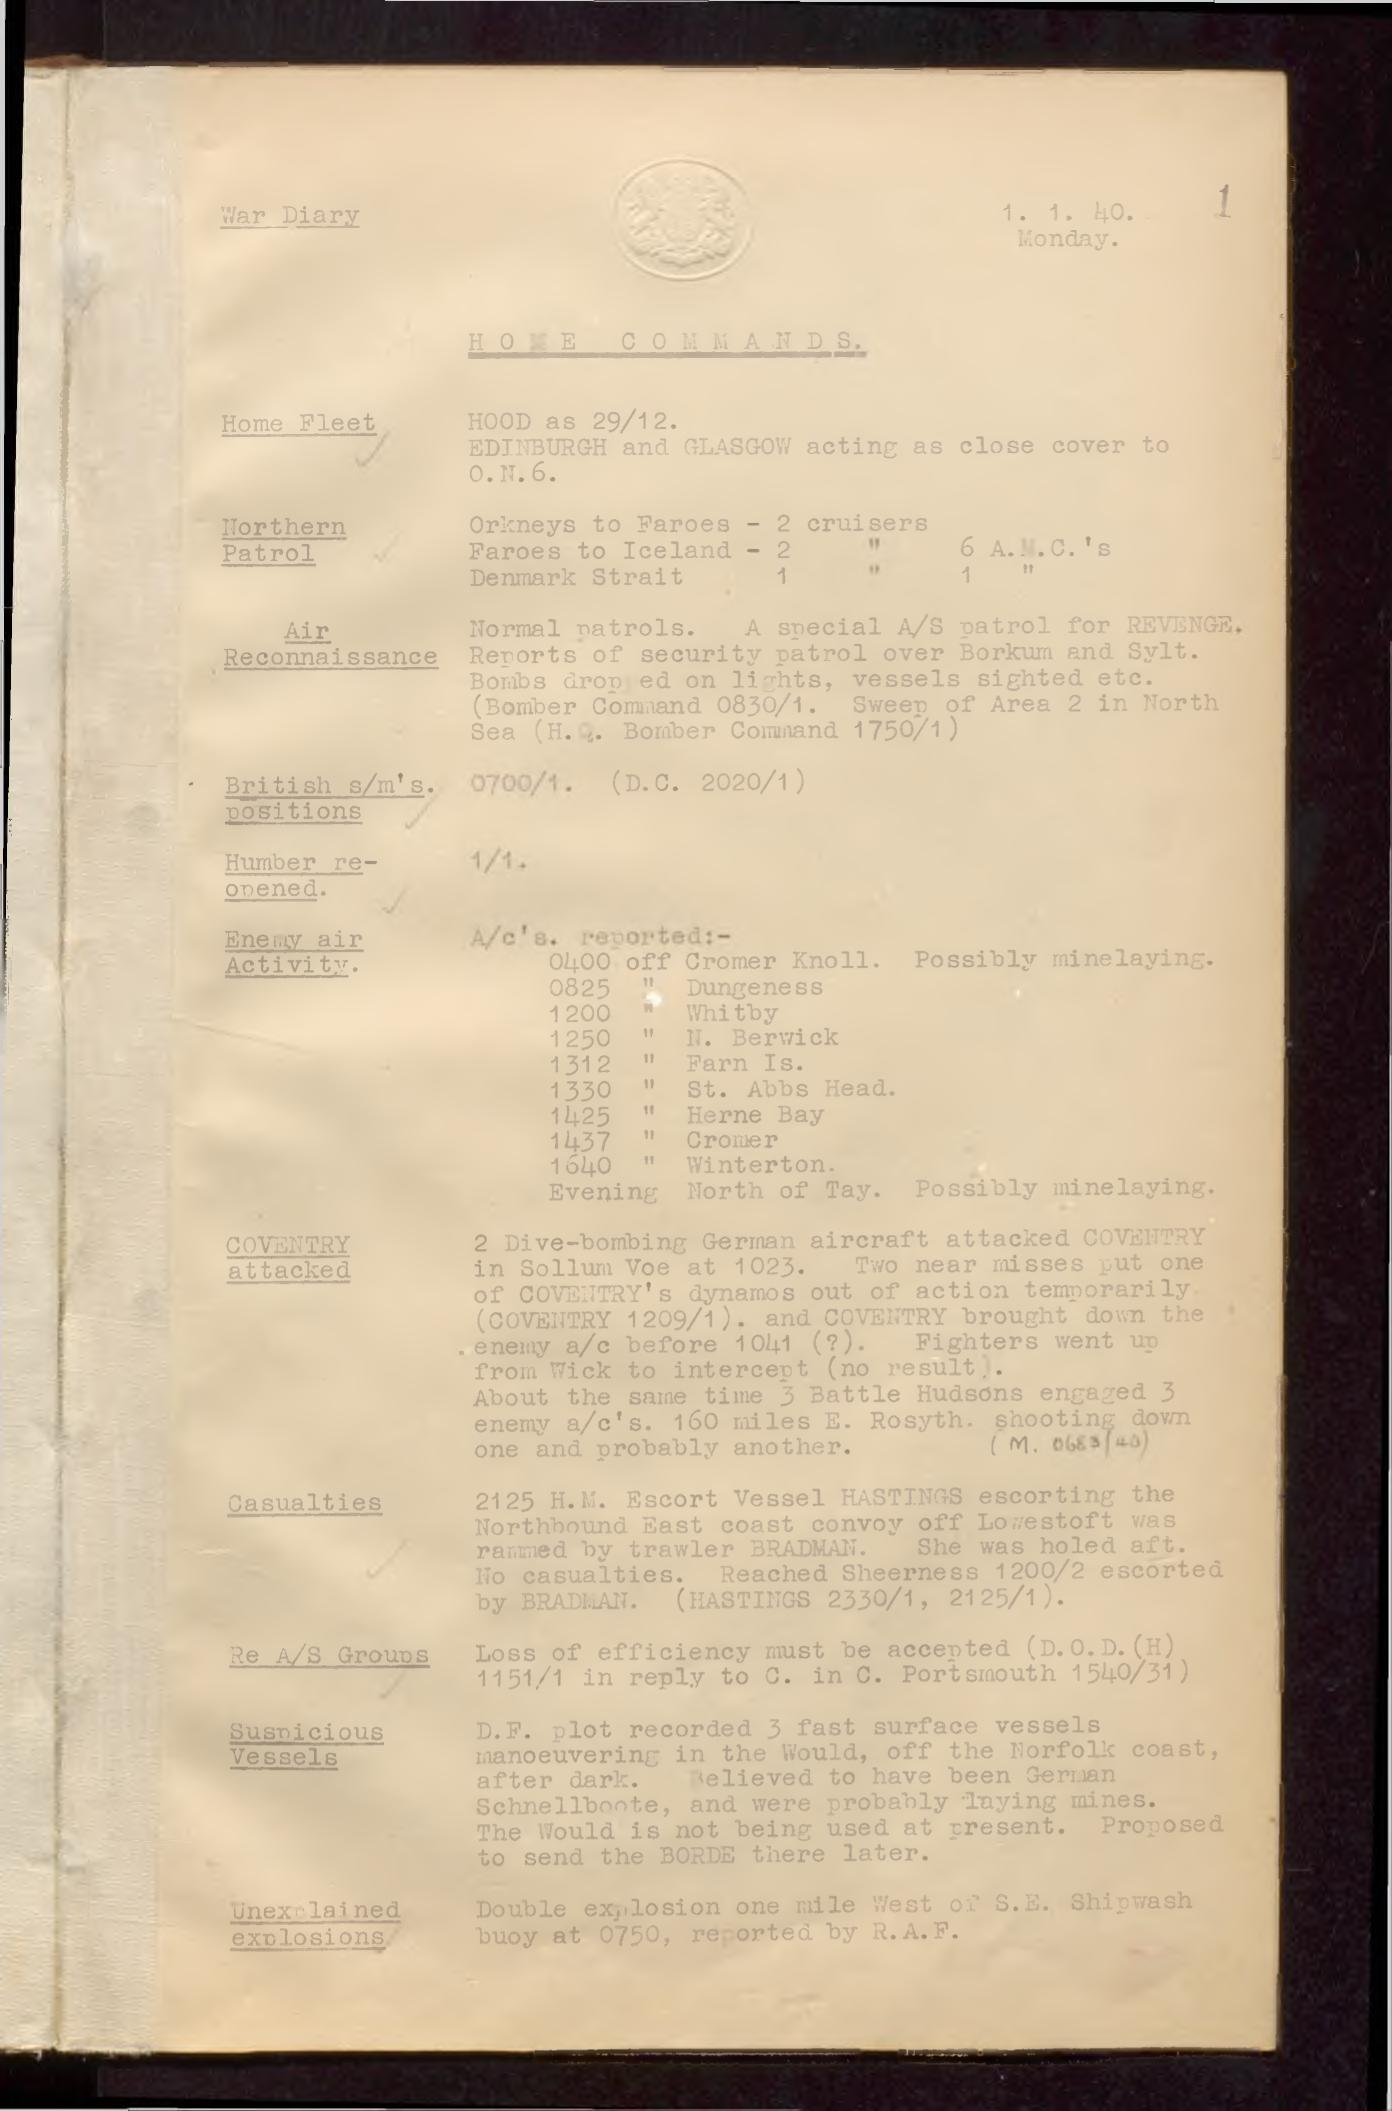 War Diary
1. 1. 40.
1
Monday.
HOME COMMANDS.
Home Fleet
HOOD as 29/12.
EDINBURGH and GLASGOW acting as close cover to
O.N.6.
Northern
Patrol
Orkneys to Faroes - 2 cruisers
Faroes to Iceland - 2 " 6 A.M.C.'s
Denmark Strait 1 " 1 "
Air
Reconnaissance
Normal patrols. A special A/S patrol for REVENGE.
Reports of security patrol over Borkum and Sylt.
Bombs dropped on lights, vessels sighted etc.
(Bomber Command 0830/1. Sweep of Area 2 in North
Sea (H.Q. Bomber Command 1750/1)
British s/m's.
positions
0700/1. (D.C. 2020/1)
Humber re-
opened.
1/1.
Enemy air
Activity.
A/c's. reported:-
0400 off Cromer Knoll. Possibly minelaying.
0825 " Dungeness
1200 " Whitby
1250 " N. Berwick
1312 " Farn Is.
1330 " St. Abbs Head.
1425 " Herne Bay
1437 " Cromer
1640 " Winterton.
Evening North of Tay. Possibly minelaying.
COVENTRY
attacked
2 Dive-bombing German aircraft attacked COVENTRY
in Sollum Voe at 1023. Two near misses put one
of COVENTRY's dynamos out of action temporarily
(COVENTRY 1209/1). and COVENTRY brought down the
enemy a/c before 1041 (?). Fighters went up
from Wick to intercept (no result).
About the same time 3 Battle Hudsons engaged 3
enemy a/c's. 160 miles E. Rosyth. shooting down
one and probably another. (M. 0683/40)
Casualties
2125 H.M. Escort Vessel HASTINGS escorting the
Northbound East coast convoy off Lowestoft was
rammed by trawler BRADMAN. She was holed aft.
No casualties. Reached Sheerness 1200/2 escorted
by BRADMAN. (HASTINGS 2330/1, 2125/1).
Re A/S Groups
Loss of efficiency must be accepted (D.O.D.(H)
1151/1 in reply to C. in C. Portsmouth 1540/31)
Suspicious
Vessels
D.F. plot recorded 3 fast surface vessels
manoeuvering in the Would, off the Norfolk coast,
after dark. Believed to have been German
Schnellboote, and were probably laying mines.
The Would is not being used at present. Proposed
to send the BORDE there later.
Unexplained
explosions
Double explosion one mile West of S.E. Shipwash
buoy at 0750, reported by R.A.F.